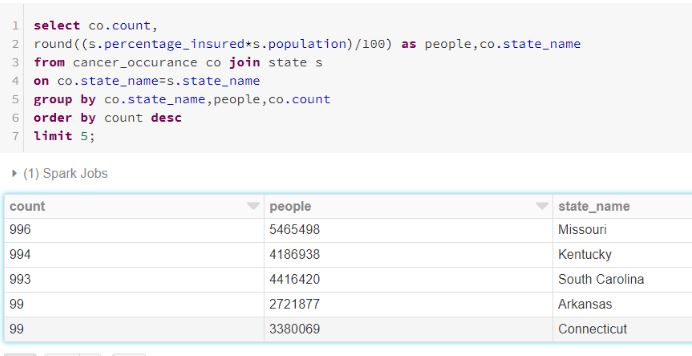 1 select co.count,
2 round((s.percentage_insured*s.population)/100) as people,co.state_name
3 from cancer_occurance co join state s
4 on co.state_name=s.state_name
5 group by co.state_name,people,co.count
6 order by count desc
7 limit 5;
(1) Spark Jobs
count people state_name
996 5465498 Missouri
994 4186938 Kentucky
993 4416420 South Carolina
99 2721877 Arkansas
99 3380069 Connecticut